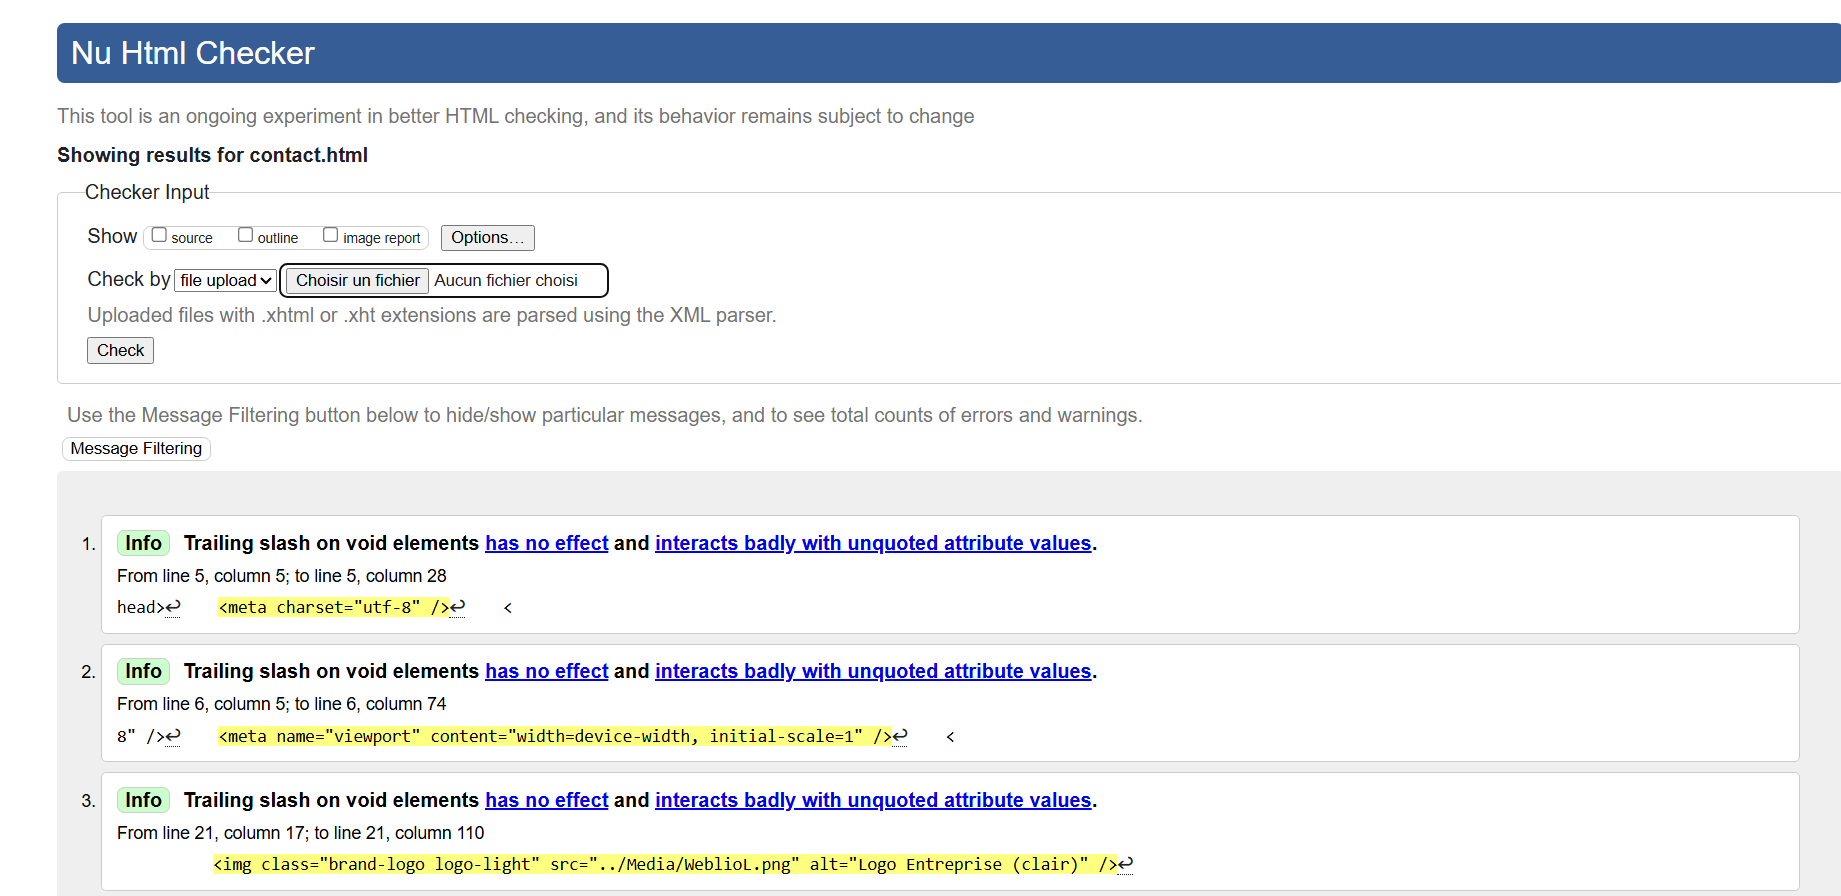 Nu Html Checker
This tool is an ongoing experiment in better HTML checking, and its behavior remains subject to change
Showing results for contact.html
Checker Input
Show source outline image report Options...
Check by file upload Choisir un fichier Aucun fichier choisi
Uploaded files with .xhtml or .xht extensions are parsed using the XML parser.
Check
Use the Message Filtering button below to hide/show particular messages, and to see total counts of errors and warnings.
Message Filtering
1. Info Trailing slash on void elements has no effect and interacts badly with unquoted attribute values.
From line 5, column 5; to line 5, column 28
head>↩ <meta charset="utf-8" />↩ <
2. Info Trailing slash on void elements has no effect and interacts badly with unquoted attribute values.
From line 6, column 5; to line 6, column 74
8" />↩ <meta name="viewport" content="width=device-width, initial-scale=1" />↩ <
3. Info Trailing slash on void elements has no effect and interacts badly with unquoted attribute values.
From line 21, column 17; to line 21, column 110
<img class="brand-logo logo-light" src="../Media/WeblioL.png" alt="Logo Entreprise (clair)" />↩